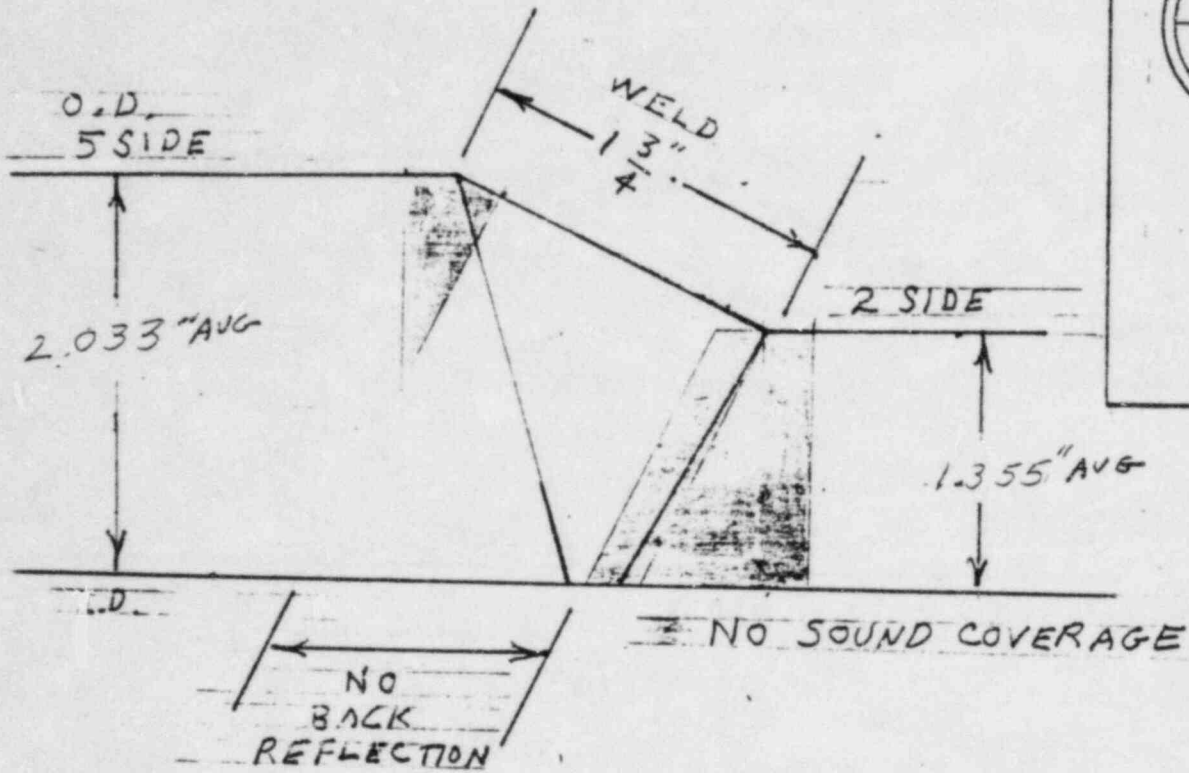 O.D.
5 SIDE
WELD
1 3/4"
2.033" AVG
2 SIDE
1.355" AVG
I.D.
NO SOUND COVERAGE
NO
BACK
REFLECTION